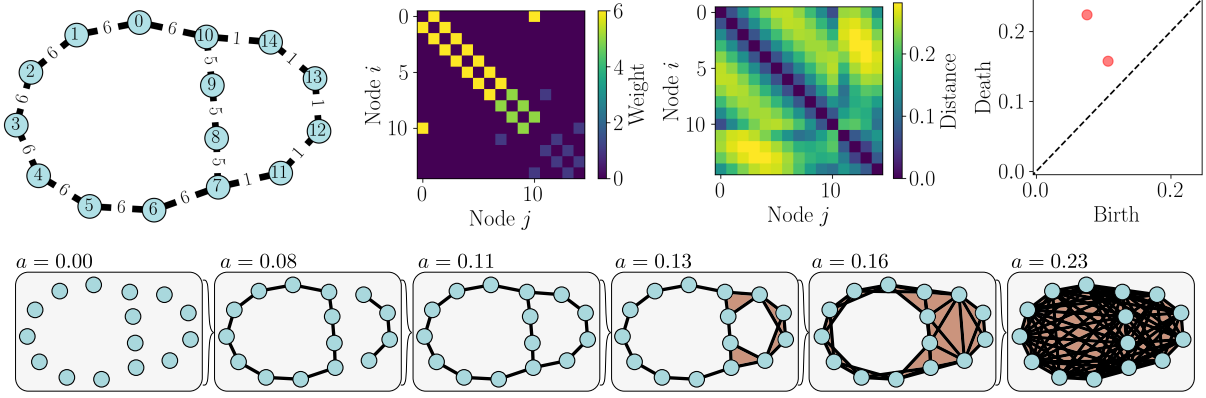 1 6 0 6 10 1 14
6 5 1
2 9 13
6 5 1
3 8 12
6 5 1
4 6 5 6 6 6 7 1 11
0
5
10
Node i
0 10
Node j
6
4
2
0
Weight
0
5
10
Node i
0 10
Node j
0.2
0.1
0.0
Distance
0.2
0.1
0.0
Death
0.0 0.2
Birth
a = 0.00 a = 0.08 a = 0.11 a = 0.13 a = 0.16 a = 0.23